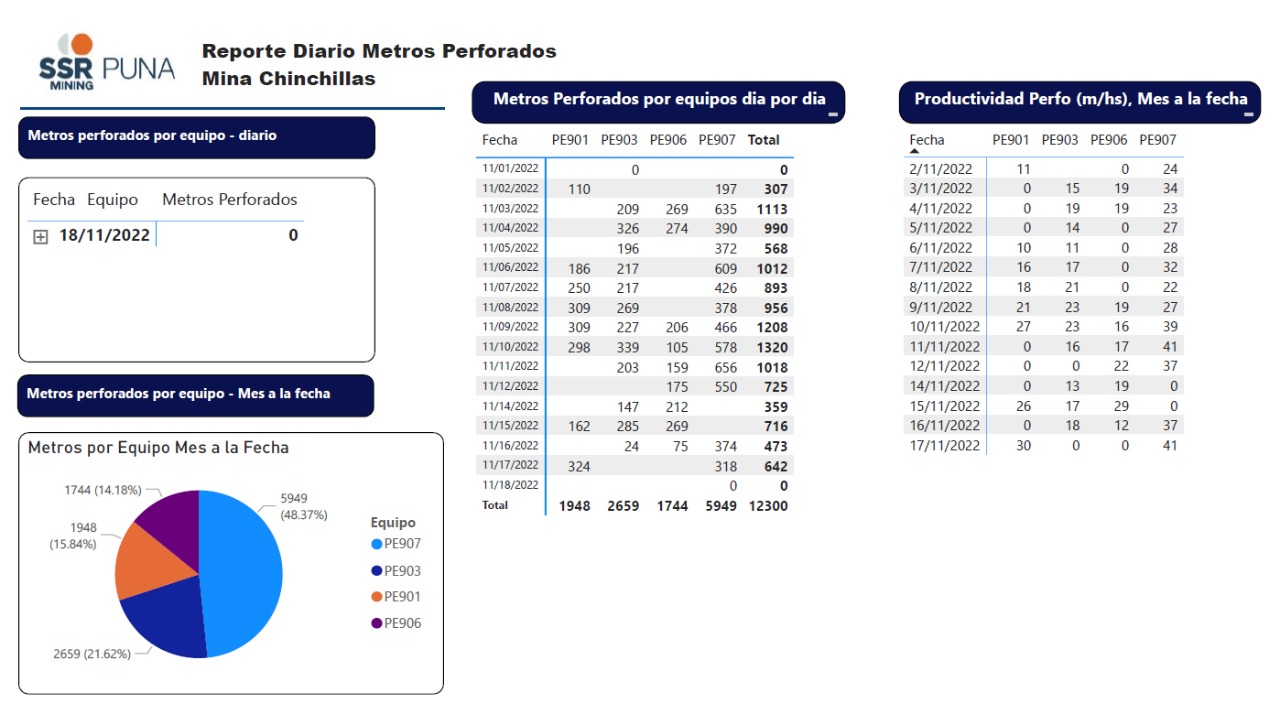 SSR PUNA
MINING
Reporte Diario Metros Perforados
Mina Chinchillas
Metros perforados por equipo - diario
Fecha Equipo Metros Perforados
18/11/2022 0
Metros perforados por equipo - Mes a la fecha
Metros por Equipo Mes a la Fecha
1744 (14.18%)
1948
(15.84%)
2659 (21.62%)
5949
(48.37%)
Equipo
PE907
PE903
PE901
PE906
Metros Perforados por equipos dia por dia
Fecha PE901 PE903 PE906 PE907 Total
11/01/2022 0 0
11/02/2022 110 197 307
11/03/2022 209 269 635 1113
11/04/2022 326 274 390 990
11/05/2022 196 372 568
11/06/2022 186 217 609 1012
11/07/2022 250 217 426 893
11/08/2022 309 269 378 956
11/09/2022 309 227 206 466 1208
11/10/2022 298 339 105 578 1320
11/11/2022 203 159 656 1018
11/12/2022 175 550 725
11/14/2022 147 212 359
11/15/2022 162 285 269 716
11/16/2022 24 75 374 473
11/17/2022 324 318 642
11/18/2022 0 0
Total 1948 2659 1744 5949 12300
Productividad Perfo (m/hs), Mes a la fecha
Fecha PE901 PE903 PE906 PE907
2/11/2022 11 0 24
3/11/2022 0 15 19 34
4/11/2022 0 19 19 23
5/11/2022 0 14 0 27
6/11/2022 10 11 0 28
7/11/2022 16 17 0 32
8/11/2022 18 21 0 22
9/11/2022 21 23 19 27
10/11/2022 27 23 16 39
11/11/2022 0 16 17 41
12/11/2022 0 0 22 37
14/11/2022 0 13 19 0
15/11/2022 26 17 29 0
16/11/2022 0 18 12 37
17/11/2022 30 0 0 41